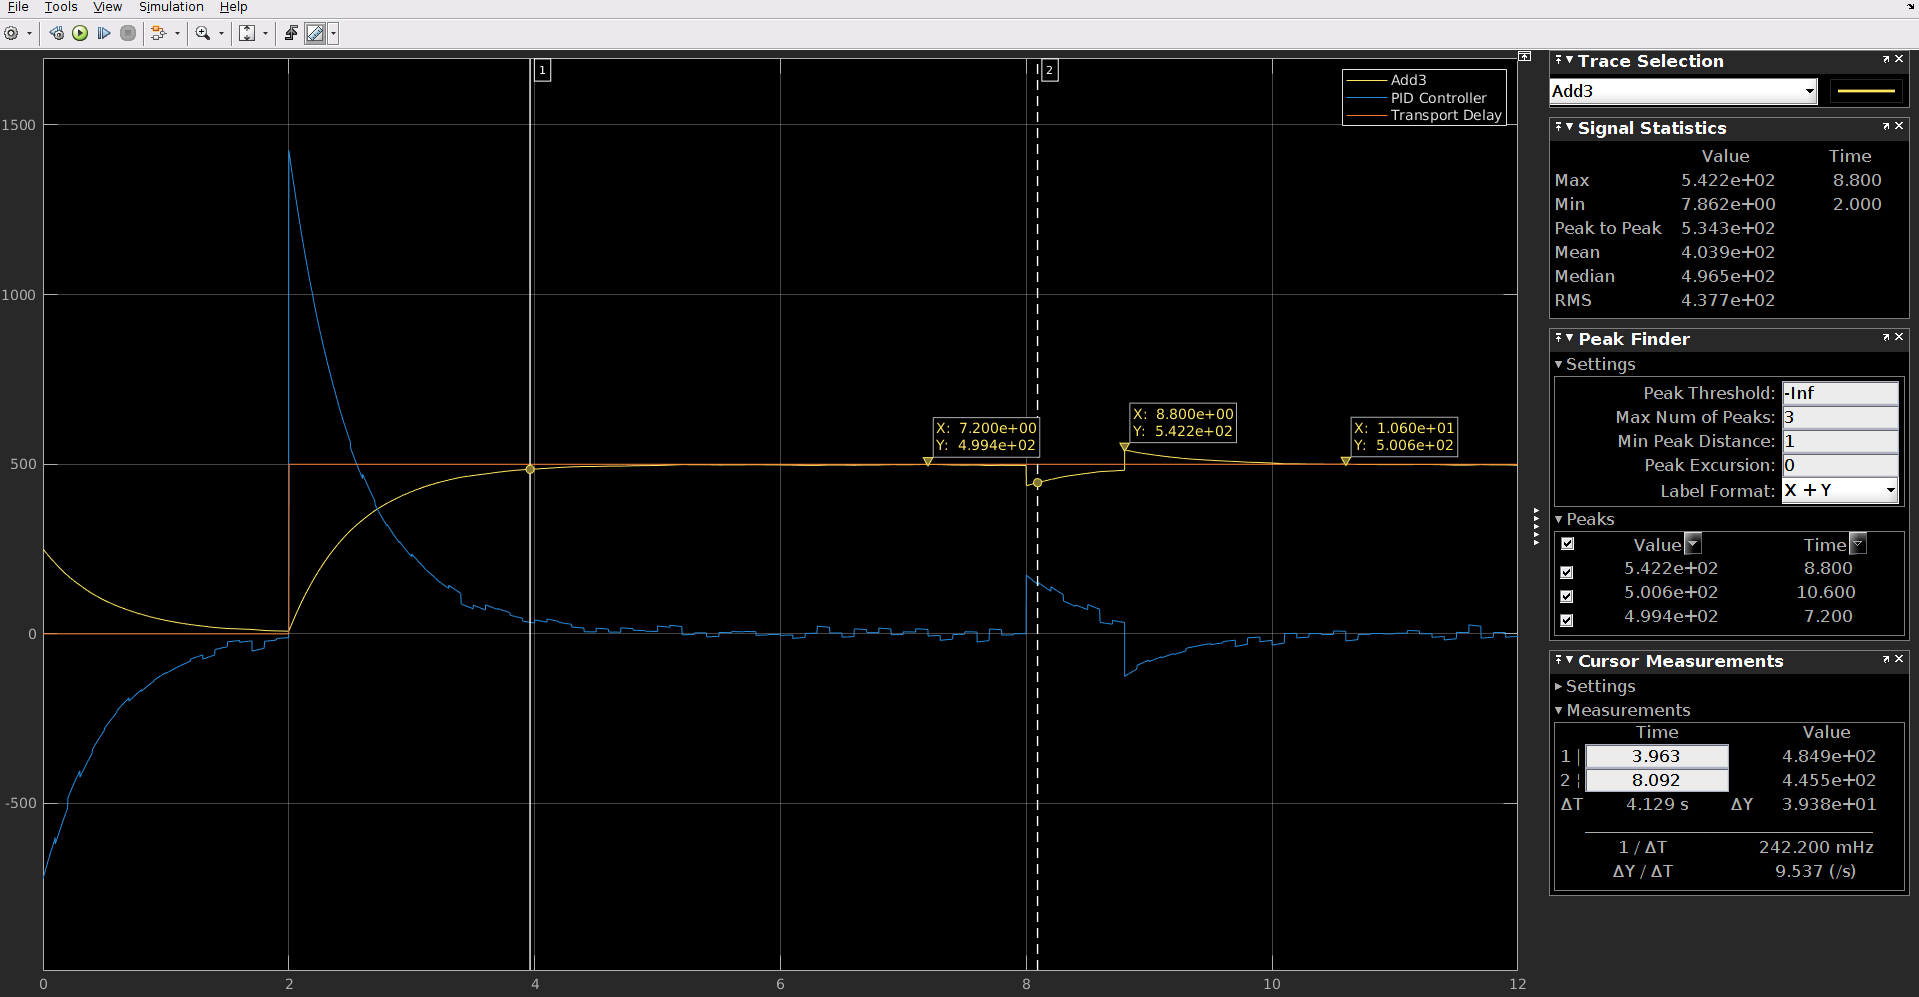 File Tools View Simulation Help
1 2
Add3
PID Controller
Transport Delay
1500
1000
500
0
-500
0 2 4 6 8 10 12
X: 7.200e+00
Y: 4.994e+02
X: 8.800e+00
Y: 5.422e+02
X: 1.060e+01
Y: 5.006e+02
Trace Selection
Add3
Signal Statistics
Value Time
Max 5.422e+02 8.800
Min 7.862e+00 2.000
Peak to Peak 5.343e+02
Mean 4.039e+02
Median 4.965e+02
RMS 4.377e+02
Peak Finder
Settings
Peak Threshold: -Inf
Max Num of Peaks: 3
Min Peak Distance: 1
Peak Excursion: 0
Label Format: X + Y
Peaks
Value Time
5.422e+02 8.800
5.006e+02 10.600
4.994e+02 7.200
Cursor Measurements
Settings
Measurements
Time Value
1 | 3.963 4.849e+02
2 ¦ 8.092 4.455e+02
ΔT 4.129 s ΔY 3.938e+01
1 / ΔT 242.200 mHz
ΔY / ΔT 9.537 (/s)